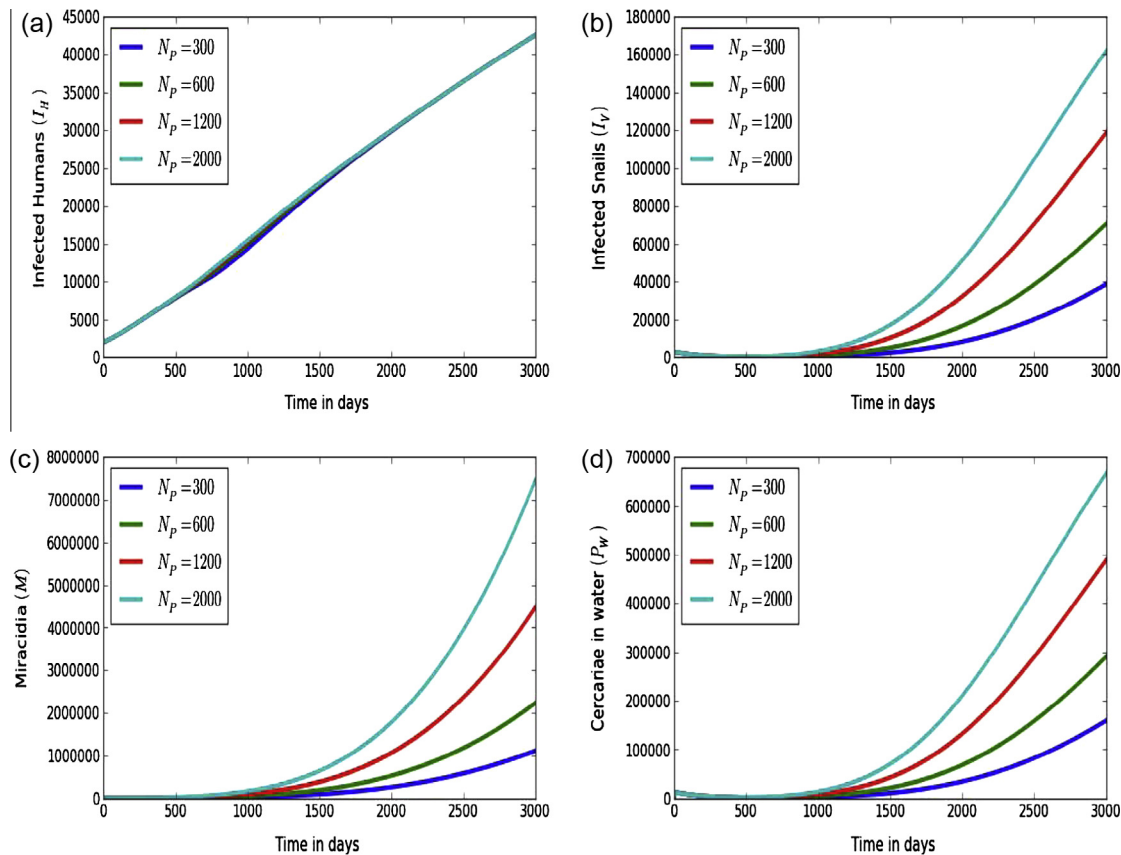 (a)
45000
40000
35000
30000
25000
20000
15000
10000
5000
0
Infected Humans (I_H)
N_P = 300
N_P = 600
N_P = 1200
N_P = 2000
0 500 1000 1500 2000 2500 3000
Time in days
(b)
180000
160000
140000
120000
100000
80000
60000
40000
20000
0
Infected Snails (I_V)
N_P = 300
N_P = 600
N_P = 1200
N_P = 2000
0 500 1000 1500 2000 2500 3000
Time in days
(c)
8000000
7000000
6000000
5000000
4000000
3000000
2000000
1000000
0
Miracidia (M)
N_P = 300
N_P = 600
N_P = 1200
N_P = 2000
0 500 1000 1500 2000 2500 3000
Time in days
(d)
700000
600000
500000
400000
300000
200000
100000
0
Cercariae in water (P_W)
N_P = 300
N_P = 600
N_P = 1200
N_P = 2000
0 500 1000 1500 2000 2500 3000
Time in days